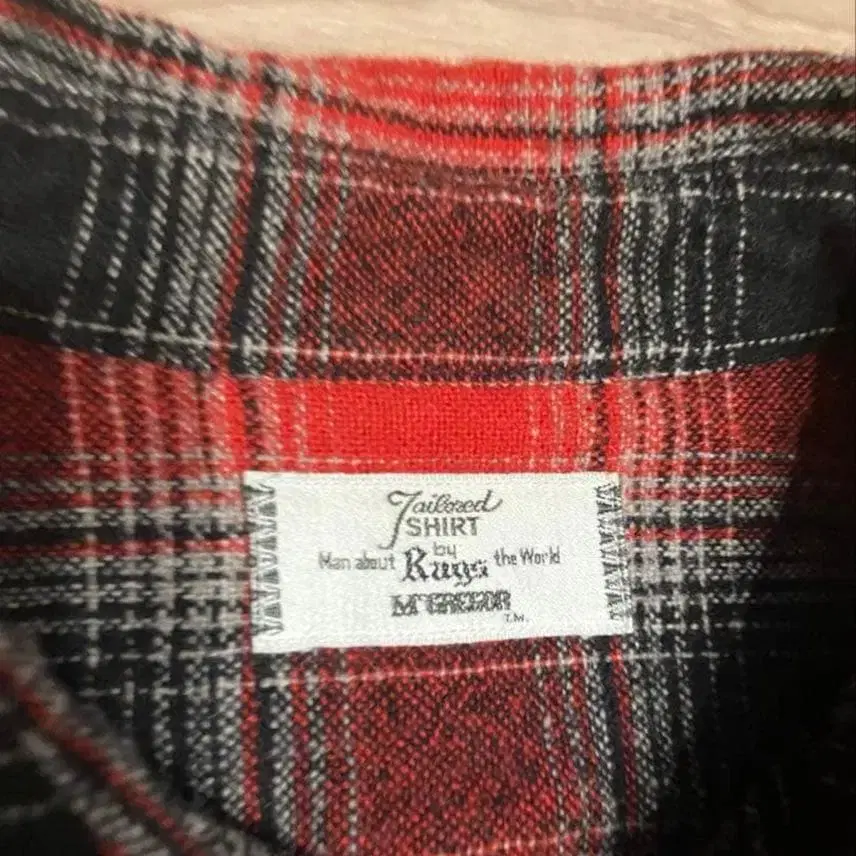 Tailored
SHIRT
by
Man about Rugs the World
McGREGOR
T.M.